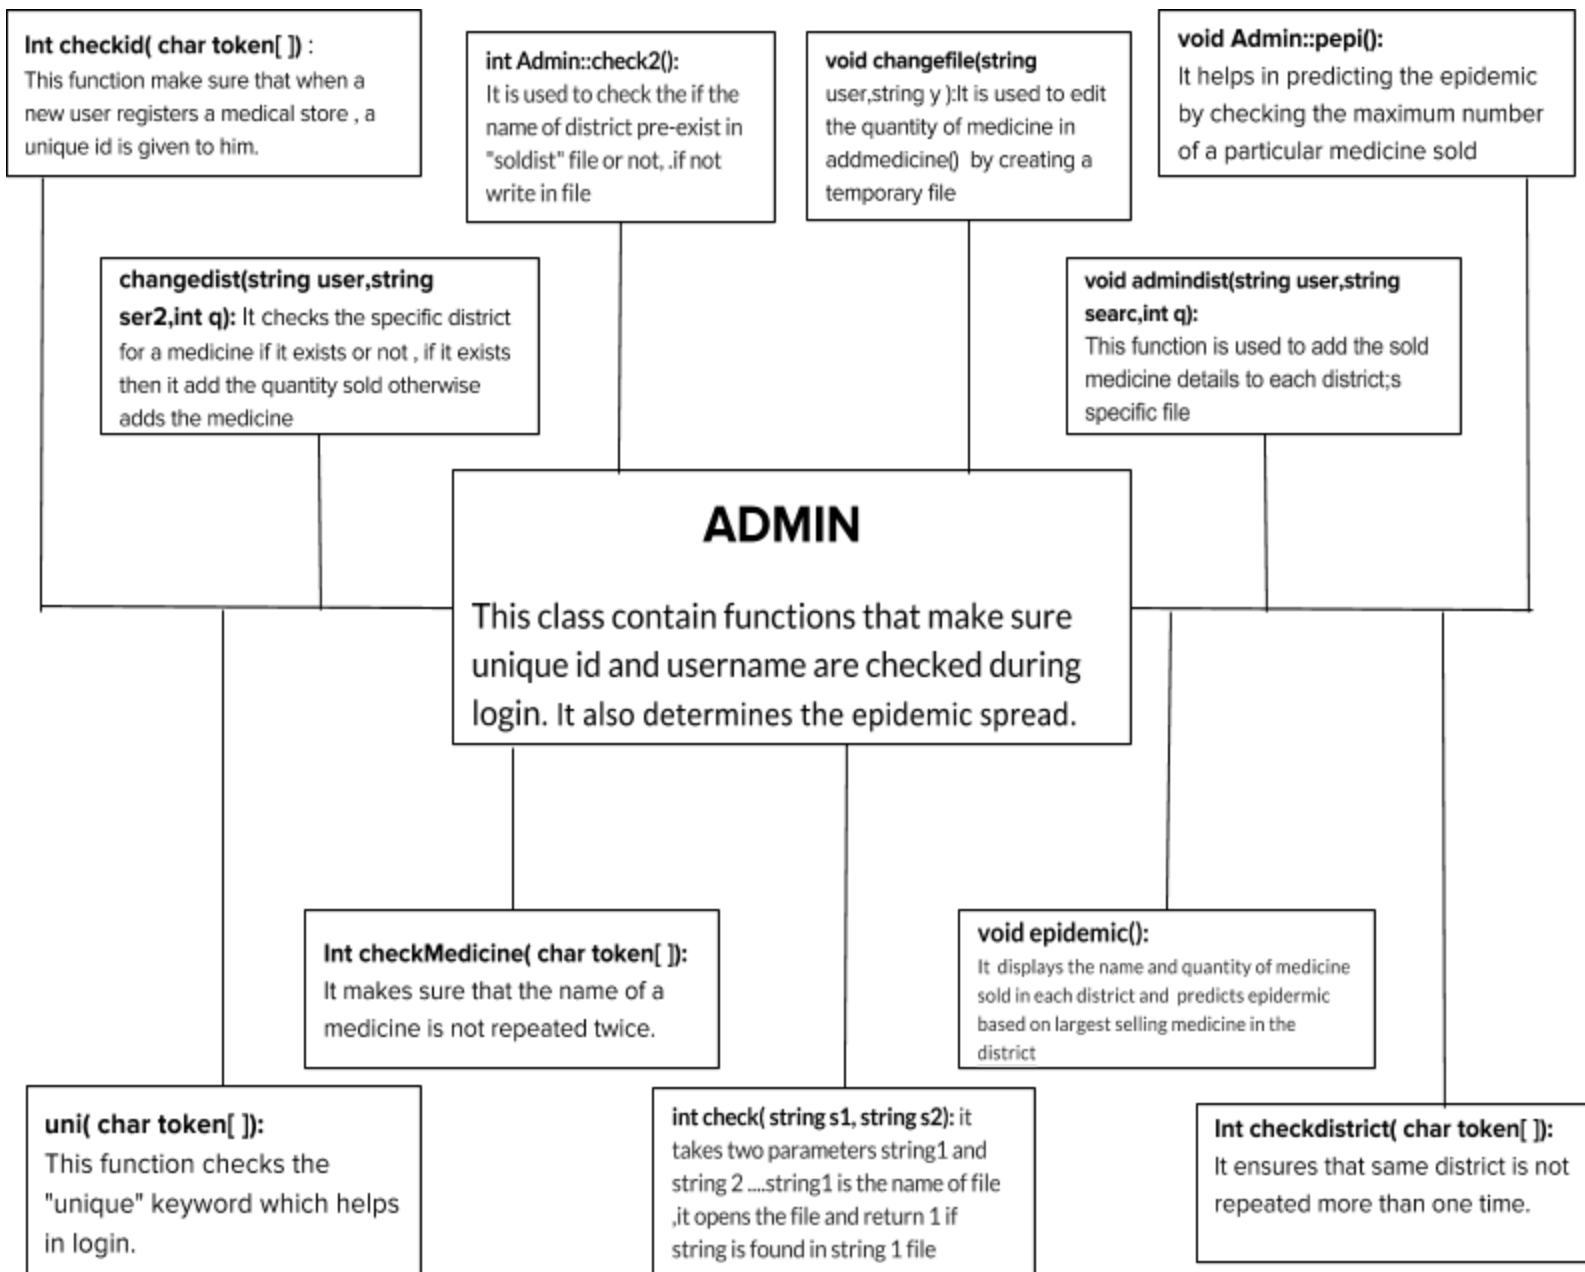 Int checkid( char token[ ]) :
This function make sure that when a
new user registers a medical store , a
unique id is given to him.
int Admin::check2():
It is used to check the if the
name of district pre-exist in
"soldist" file or not, .if not
write in file
void changefile(string
user,string y ):It is used to edit
the quantity of medicine in
addmedicine() by creating a
temporary file
void Admin::pepi():
It helps in predicting the epidemic
by checking the maximum number
of a particular medicine sold
changedist(string user,string
ser2,int q): It checks the specific district
for a medicine if it exists or not , if it exists
then it add the quantity sold otherwise
adds the medicine
void admindist(string user,string
searc,int q):
This function is used to add the sold
medicine details to each district;s
specific file
ADMIN
This class contain functions that make sure
unique id and username are checked during
login. It also determines the epidemic spread.
Int checkMedicine( char token[ ]):
It makes sure that the name of a
medicine is not repeated twice.
void epidemic():
It displays the name and quantity of medicine
sold in each district and predicts epidermic
based on largest selling medicine in the
district
uni( char token[ ]):
This function checks the
"unique" keyword which helps
in login.
int check( string s1, string s2): it
takes two parameters string1 and
string 2 ....string1 is the name of file
,it opens the file and return 1 if
string is found in string 1 file
Int checkdistrict( char token[ ]):
It ensures that same district is not
repeated more than one time.